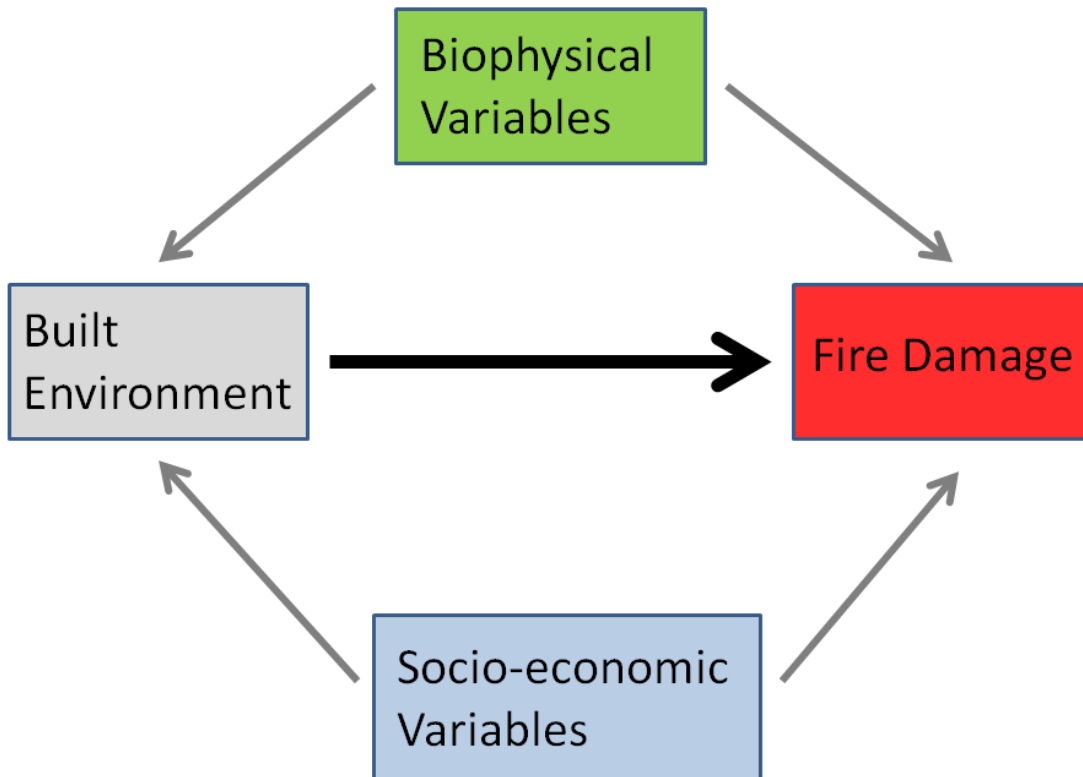 Biophysical
Variables
Built
Environment
Fire Damage
Socio-economic
Variables